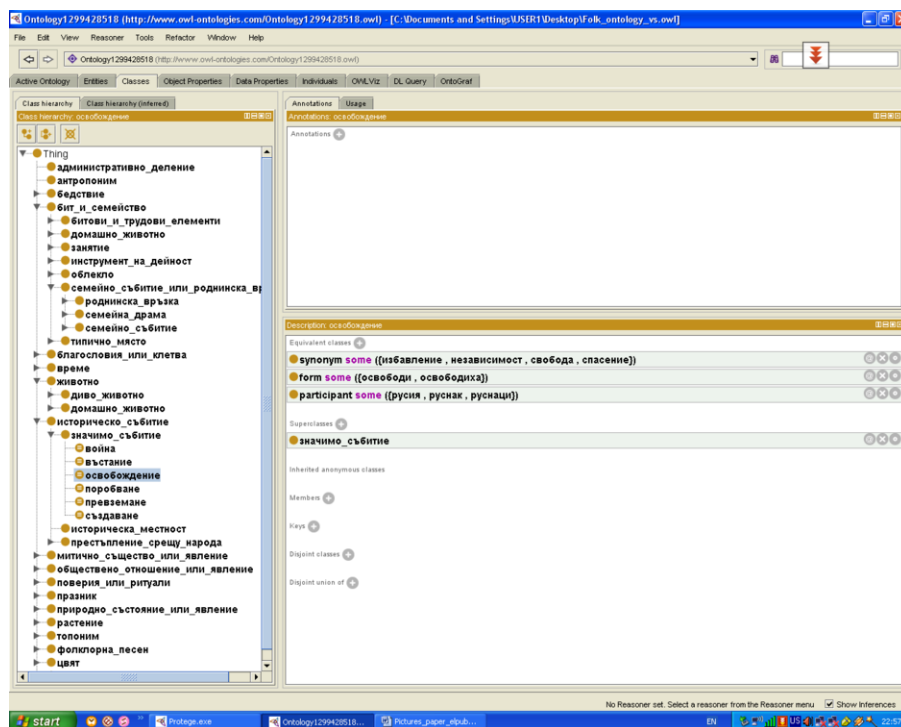 Ontology1299428518 (http://www.owl-ontologies.com/Ontology1299428518.owl) - [C:\Documents and Settings\USER1\Desktop\Folk_ontology_vs.owl]
File Edit View Reasoner Tools Refactor Window Help
Ontology1299428518 (http://www.owl-ontologies.com/Ontology1299428518.owl)
Active Ontology Entities Classes Object Properties Data Properties Individuals OWLViz DL Query OntoGraf
Class hierarchy Class hierarchy (inferred)
Class hierarchy: освобождение
Thing
административно_деление
антропоним
бедствие
бит_и_семейство
битови_и_трудови_елементи
домашно_животно
занятие
инструмент_на_дейност
облекло
семейно_събитие_или_роднинска_въ
роднинска_връзка
семейна_драма
семейно_събитие
типично_място
благословия_или_клетва
време
животно
диво_животно
домашно_животно
историческо_събитие
значимо_събитие
война
въстание
освобождение
поробване
превземане
създаване
историческа_местност
престъпление_срещу_народа
митично_същество_или_явление
обществено_отношение_или_явление
поверия_или_ритуали
празник
природно_състояние_или_явление
растение
топоним
фолклорна_песен
цвят
Annotations Usage
Annotations: освобождение
Annotations
Description: освобождение
Equivalent classes
synonym some ({избавление , независимост , свобода , спасение})
form some ({освободи , освободиха})
participant some ({русия , руснак , руснаци})
Superclasses
значимо_събитие
Inherited anonymous classes
Members
Keys
Disjoint classes
Disjoint union of
No Reasoner set. Select a reasoner from the Reasoner menu Show Inferences
start Protege.exe Ontology1299428518... Pictures_paper_elpub... EN US 22:57